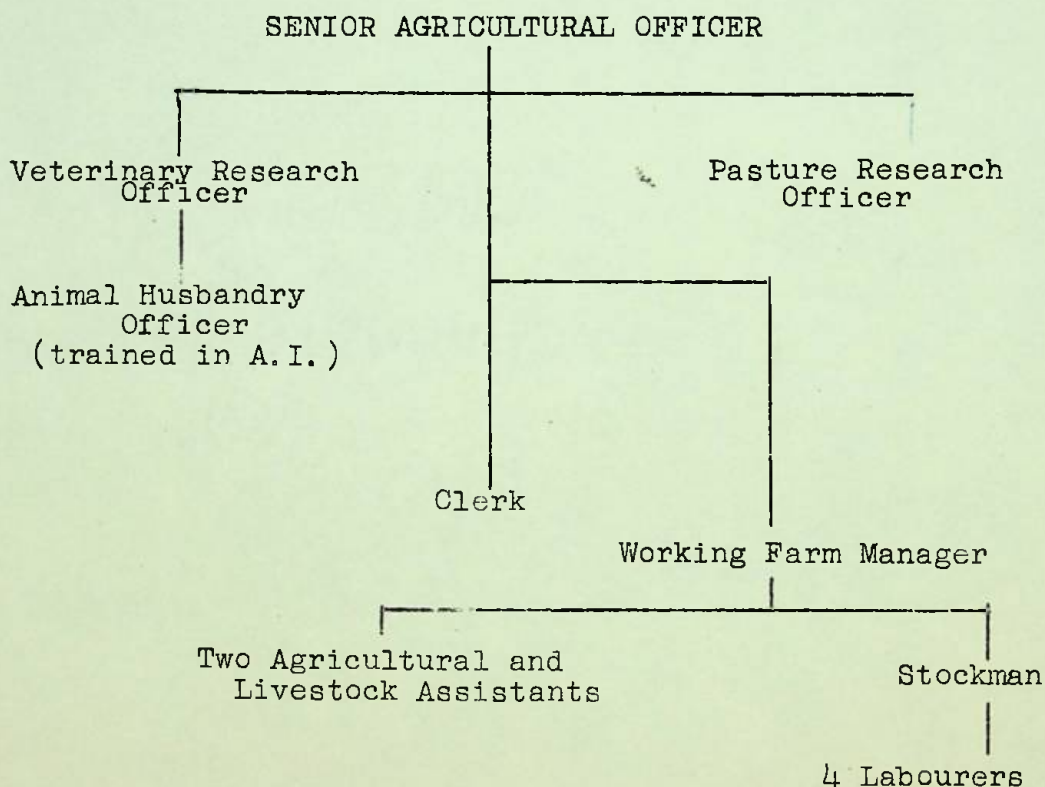 SENIOR AGRICULTURAL OFFICER
Veterinary Research
Officer
Pasture Research
Officer
Animal Husbandry
Officer
(trained in A.I.)
Clerk
Working Farm Manager
Two Agricultural and
Livestock Assistants
Stockman
4 Labourers